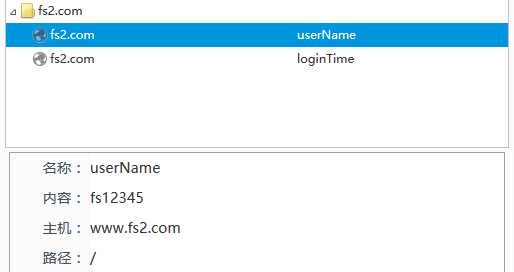 fs2.com
fs2.com userName
fs2.com loginTime
名称： userName
内容： fs12345
主机： www.fs2.com
路径： /